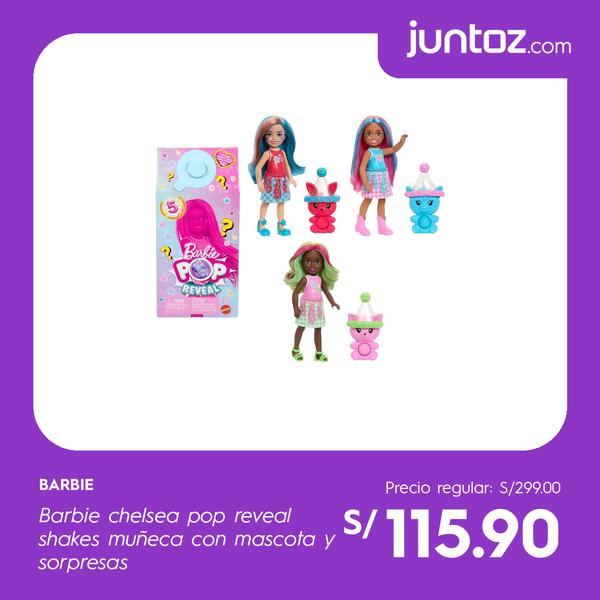 juntoz.com
5
?
?
?
?
Barbie
POP
REVEAL
BARBIE
Precio regular: S/299.00
Barbie chelsea pop reveal
shakes muñeca con mascota y
sorpresas
S/115.90